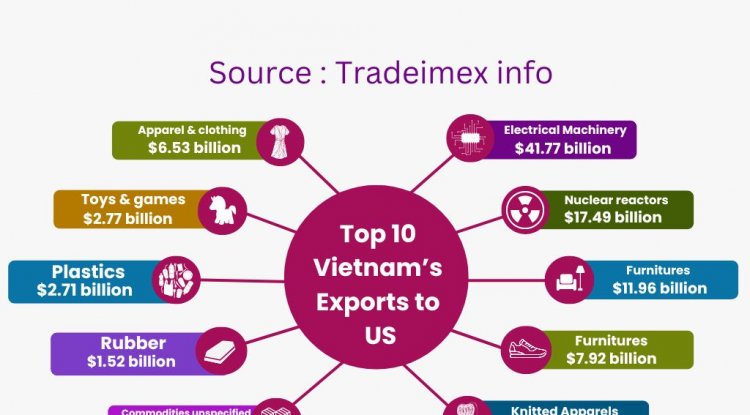 Source : Tradeimex info
Apparel & clothing
$6.53 billion
Electrical Machinery
$41.77 billion
Toys & games
$2.77 billion
Nuclear reactors
$17.49 billion
Top 10
Vietnam's
Exports to
US
Plastics
$2.71 billion
Furnitures
$11.96 billion
Rubber
$1.52 billion
Furnitures
$7.92 billion
Commodities unspecified
Knitted Apparels